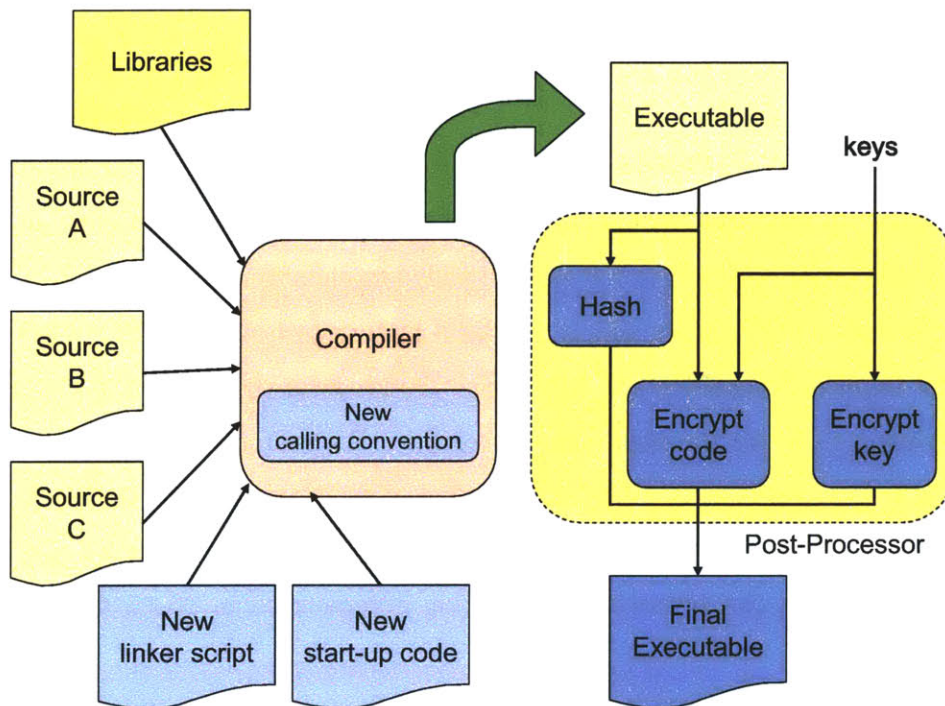 Libraries
Source
A
Source
B
Source
C
Compiler
New
calling convention
New
linker script
New
start-up code
Executable
keys
Hash
Encrypt
code
Encrypt
key
Post-Processor
Final
Executable